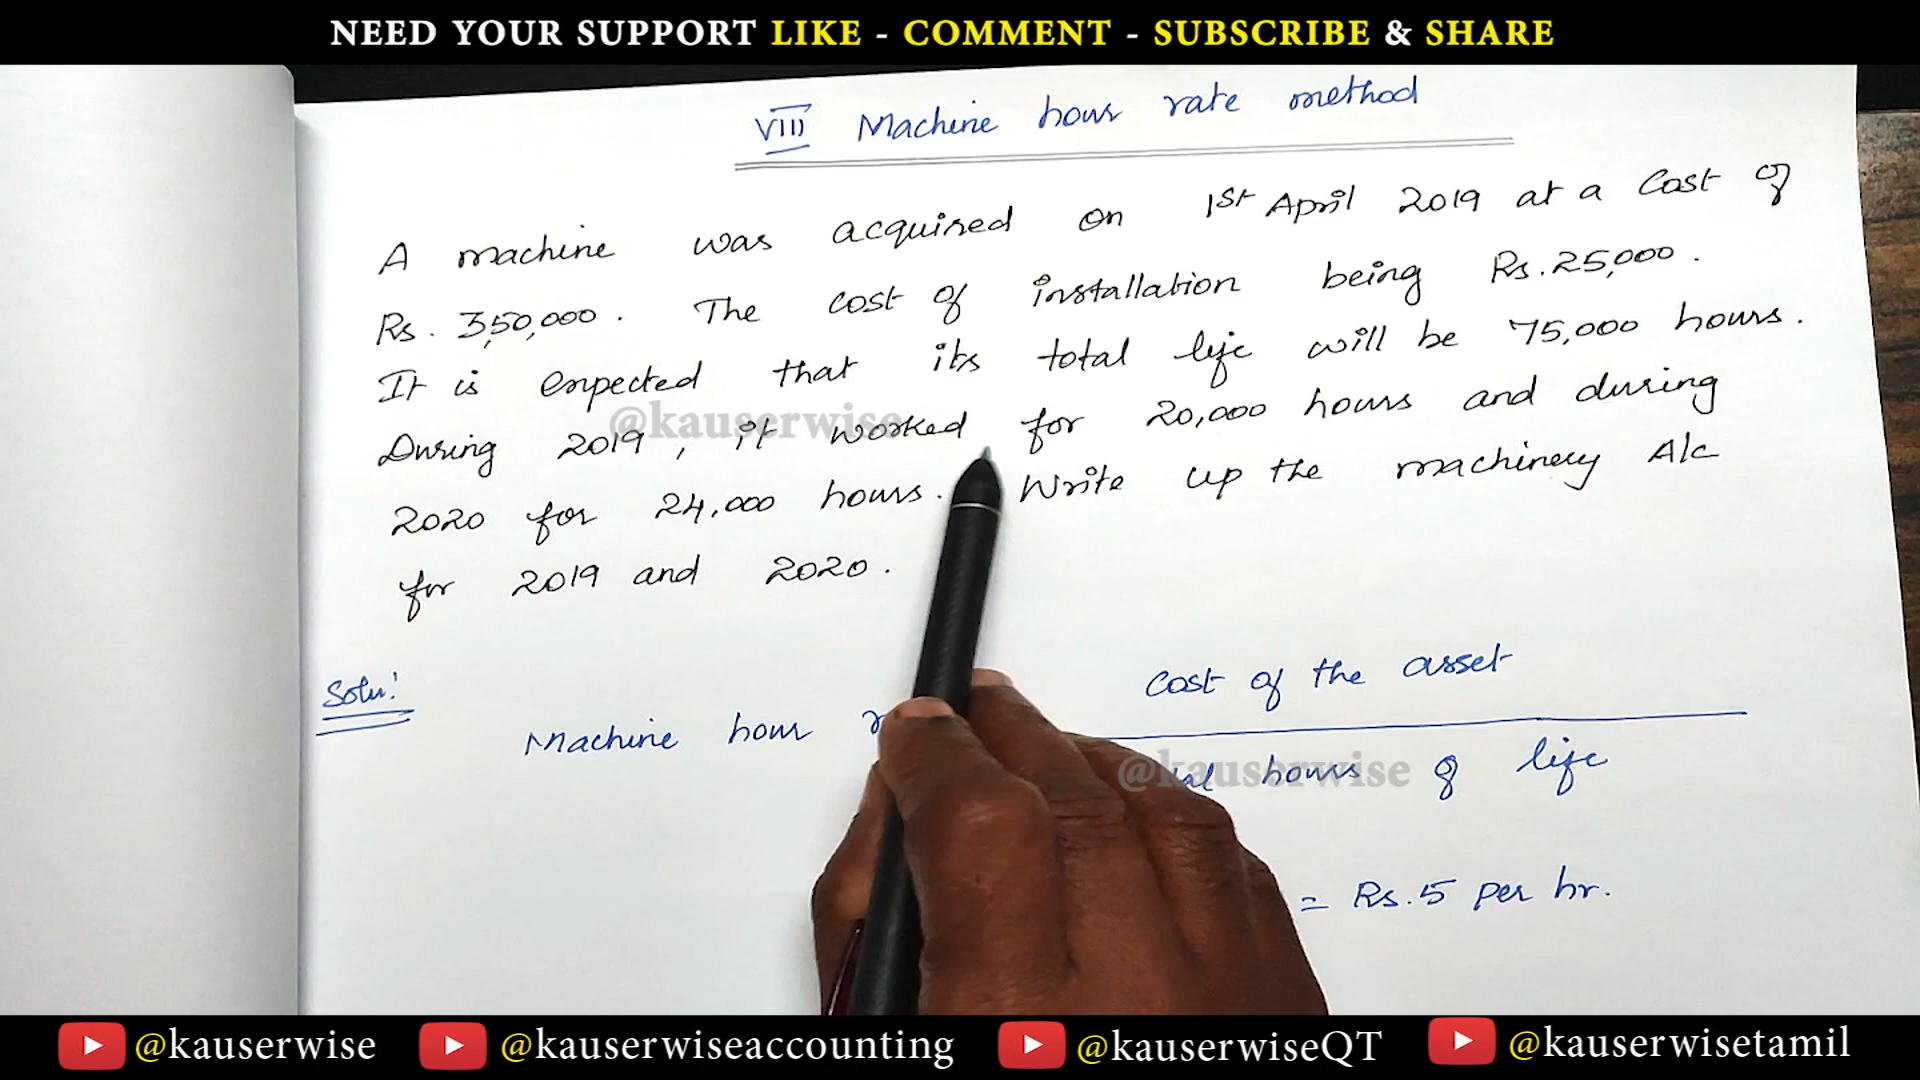 NEED YOUR SUPPORT LIKE - COMMENT - SUBSCRIBE & SHARE
VIII Machine hour rate method
A machine was acquired on 1st April 2019 at a Cost of
Rs. 3,50,000. The cost of installation being Rs.25,000.
It is expected that its total life will be 75,000 hours.
During 2019, it worked for 20,000 hours and during
@kauserwise
2020 for 24,000 hours. Write up the machinery A/c
for 2019 and 2020.
Solu:
Machine hour
Cost of the asset
hours of life
@kauserwise
= Rs.5 per hr.
@kauserwise @kauserwiseaccounting @kauserwiseQT @kauserwisetamil